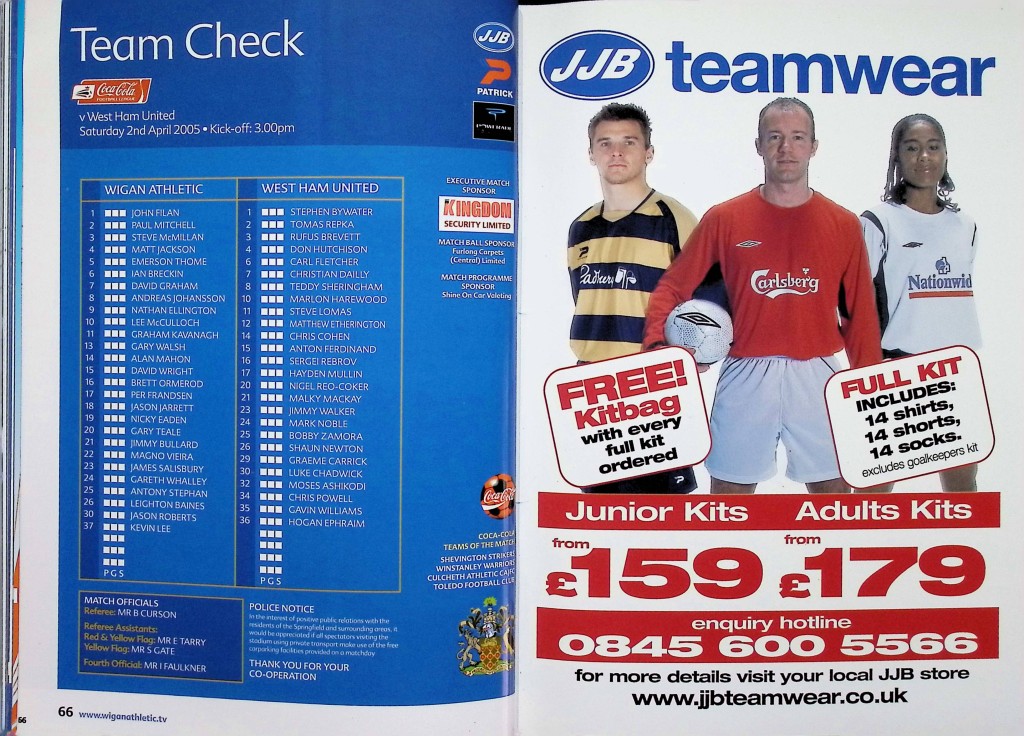 Team Check
JJB
PATRICK
Coca-Cola
FOOTBALL LEAGUE
v West Ham United
Saturday 2nd April 2005 • Kick-off: 3.00pm
WIGAN ATHLETIC
1 JOHN FILAN
2 PAUL MITCHELL
3 STEVE McMILLAN
4 MATT JACKSON
5 EMERSON THOME
6 IAN BRECKIN
7 DAVID GRAHAM
8 ANDREAS JOHANSSON
9 NATHAN ELLINGTON
10 LEE McCULLOCH
11 GRAHAM KAVANAGH
13 GARY WALSH
14 ALAN MAHON
15 DAVID WRIGHT
16 BRETT ORMEROD
17 PER FRANDSEN
18 JASON JARRETT
19 NICKY EADEN
20 GARY TEALE
21 JIMMY BULLARD
22 MAGNO VIEIRA
23 JAMES SALISBURY
24 GARETH WHALLEY
25 ANTONY STEPHAN
26 LEIGHTON BAINES
30 JASON ROBERTS
37 KEVIN LEE
P G S
WEST HAM UNITED
1 STEPHEN BYWATER
2 TOMAS REPKA
3 RUFUS BREVETT
4 DON HUTCHISON
6 CARL FLETCHER
7 CHRISTIAN DAILLY
8 TEDDY SHERINGHAM
10 MARLON HAREWOOD
11 STEVE LOMAS
12 MATTHEW ETHERINGTON
14 CHRIS COHEN
15 ANTON FERDINAND
16 SERGEI REBROV
17 HAYDEN MULLIN
20 NIGEL REO-COKER
21 MALKY MACKAY
23 JIMMY WALKER
24 MARK NOBLE
25 BOBBY ZAMORA
26 SHAUN NEWTON
29 GRAEME CARRICK
30 LUKE CHADWICK
32 MOSES ASHIKODI
34 CHRIS POWELL
35 GAVIN WILLIAMS
36 HOGAN EPHRAIM
P G S
EXECUTIVE MATCH
SPONSOR
KINGDOM
SECURITY LIMITED
MATCH BALL SPONSOR
Furlong Carpets
(Central) Limited
MATCH PROGRAMME
SPONSOR
Shine On Car Valeting
Coca-Cola
COCA-COLA
TEAMS OF THE MATCH
SHEVINGTON STRIKERS
WINSTANLEY WARRIORS
CULCHETH ATHLETIC
TOLEDO FOOTBALL CLUB
MATCH OFFICIALS
Referee: MR B CURSON
Referee Assistants:
Red & Yellow Flag: MR E TARRY
Yellow Flag: MR S GATE
Fourth Official: MR I FAULKNER
POLICE NOTICE
In the interest of positive public relations with the
residents of the Springfield and surrounding areas, it
would be appreciated if all spectators visiting the
stadium using private transport make use of the free
carparking facilities provided on a matchday
THANK YOU FOR YOUR
CO-OPERATION
66 www.wiganathletic.tv
66
JJB teamwear
Carlsberg
Nationwide
FREE!
Kitbag
with every
full kit
ordered
FULL KIT
INCLUDES:
14 shirts,
14 shorts,
14 socks.
excludes goalkeepers kit
Junior Kits Adults Kits
from £159 from £179
enquiry hotline
0845 600 5566
for more details visit your local JJB store
www.jjbteamwear.co.uk